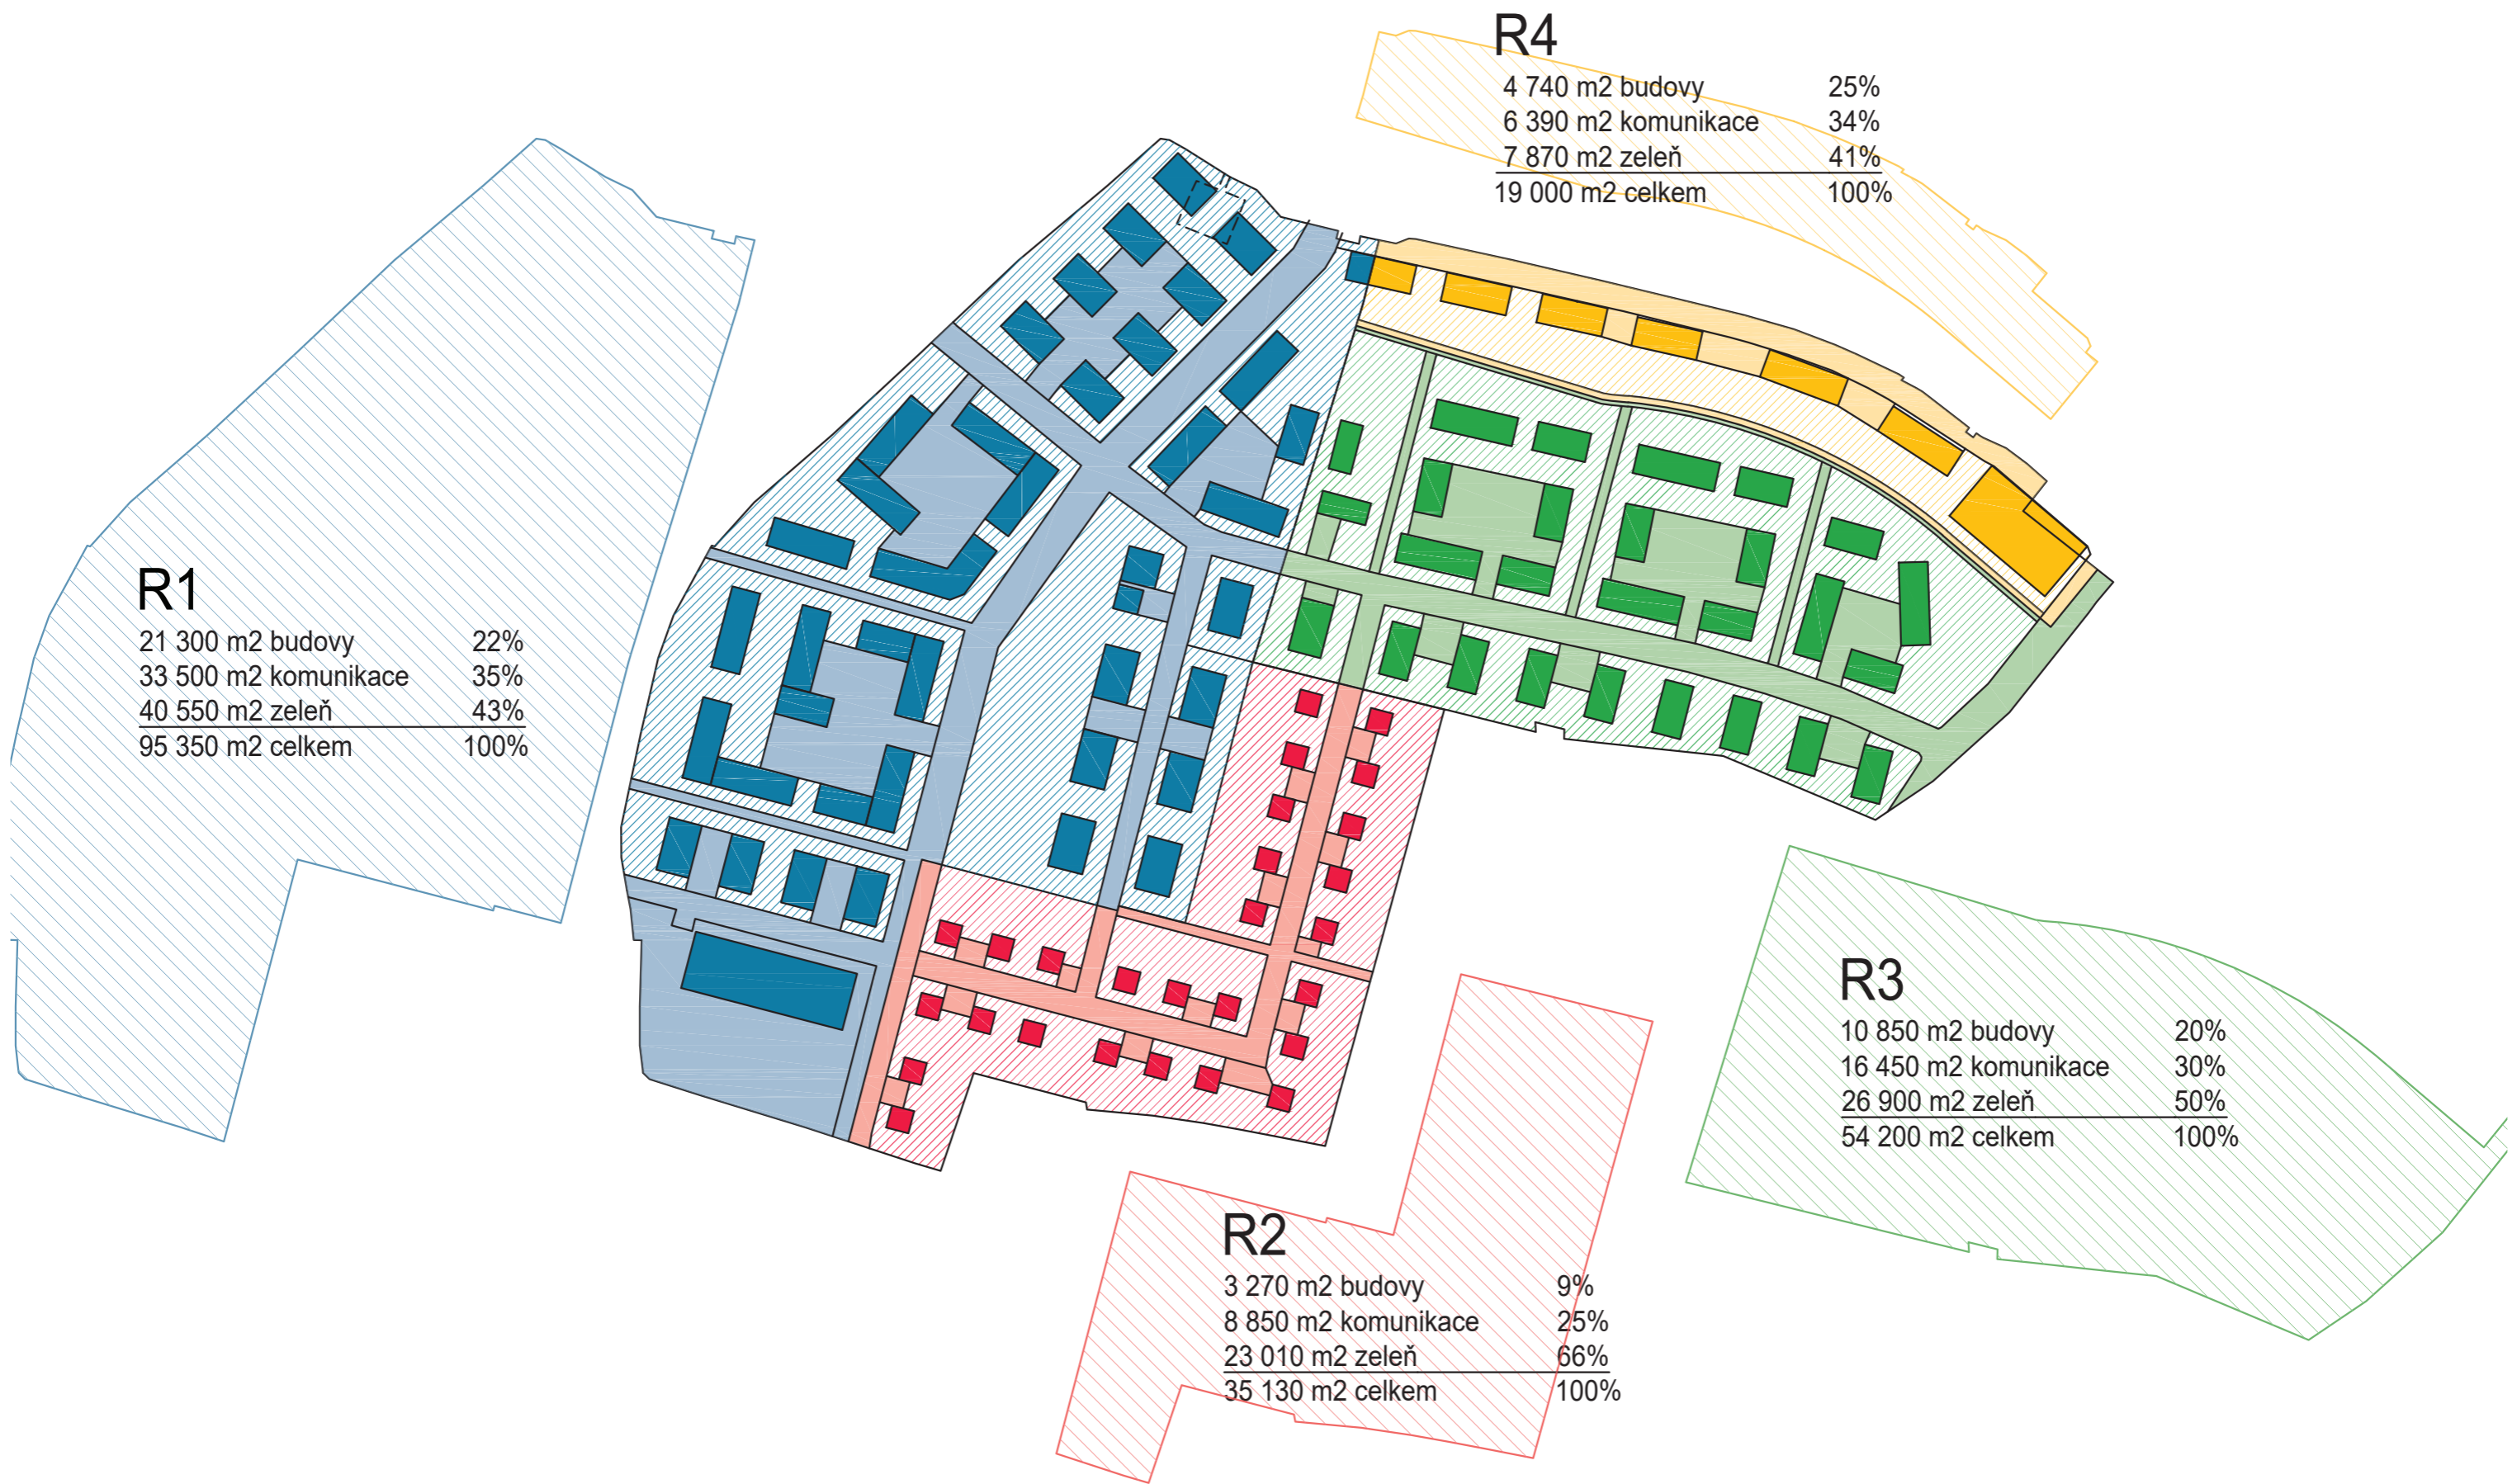 R4
4 740 m2 budovy 25%
6 390 m2 komunikace 34%
7 870 m2 zeleň 41%
19 000 m2 celkem 100%
R1
21 300 m2 budovy 22%
33 500 m2 komunikace 35%
40 550 m2 zeleň 43%
95 350 m2 celkem 100%
R3
10 850 m2 budovy 20%
16 450 m2 komunikace 30%
26 900 m2 zeleň 50%
54 200 m2 celkem 100%
R2
3 270 m2 budovy 9%
8 850 m2 komunikace 25%
23 010 m2 zeleň 66%
35 130 m2 celkem 100%